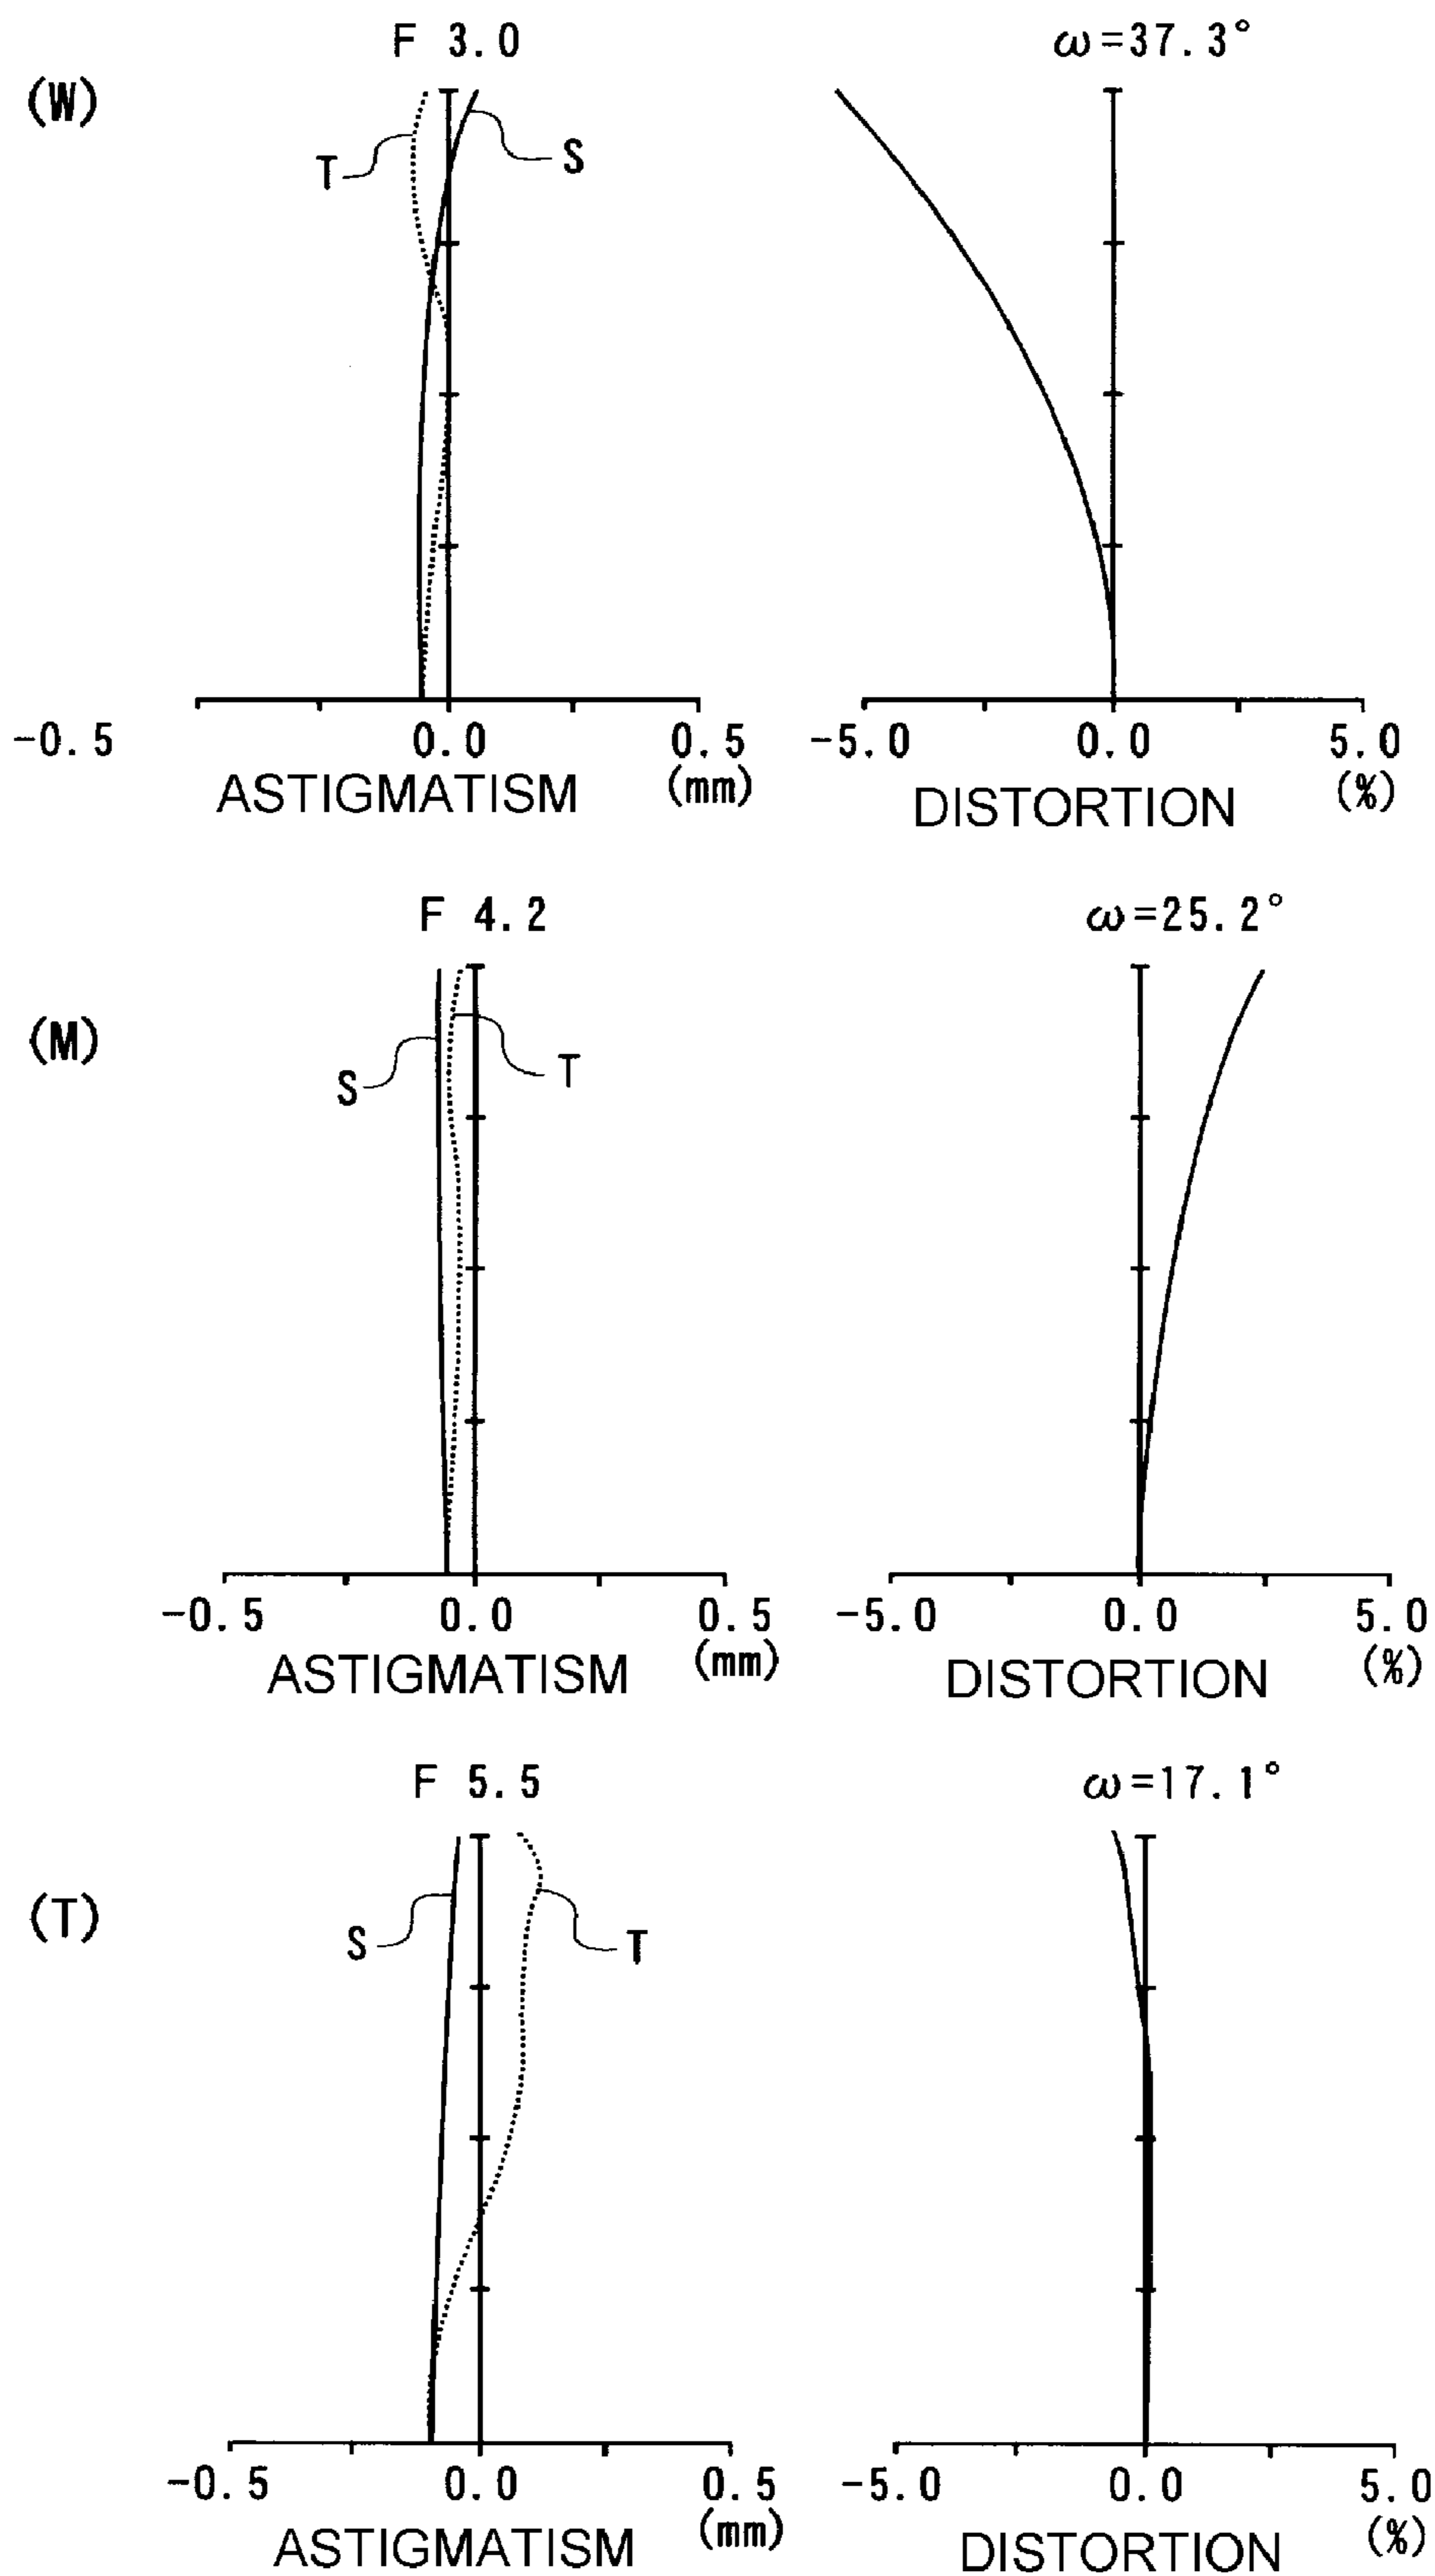 F 3.0 ω=37.3°
(W)
T S
-0.5 0.0 0.5 -5.0 0.0 5.0
ASTIGMATISM (mm) DISTORTION (%)
F 4.2 ω=25.2°
(M)
S T
-0.5 0.0 0.5 -5.0 0.0 5.0
ASTIGMATISM (mm) DISTORTION (%)
F 5.5 ω=17.1°
(T)
S T
-0.5 0.0 0.5 -5.0 0.0 5.0
ASTIGMATISM (mm) DISTORTION (%)